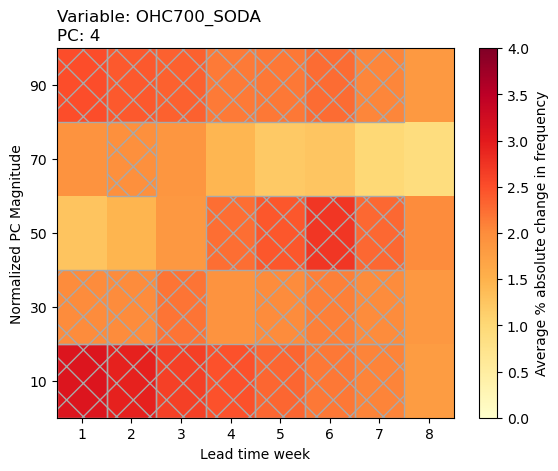 Variable: OHC700_SODA
PC: 4
Normalized PC Magnitude
90
70
50
30
10
1 2 3 4 5 6 7 8
Lead time week
4.0
3.5
3.0
2.5
2.0
1.5
1.0
0.5
0.0
Average % absolute change in frequency